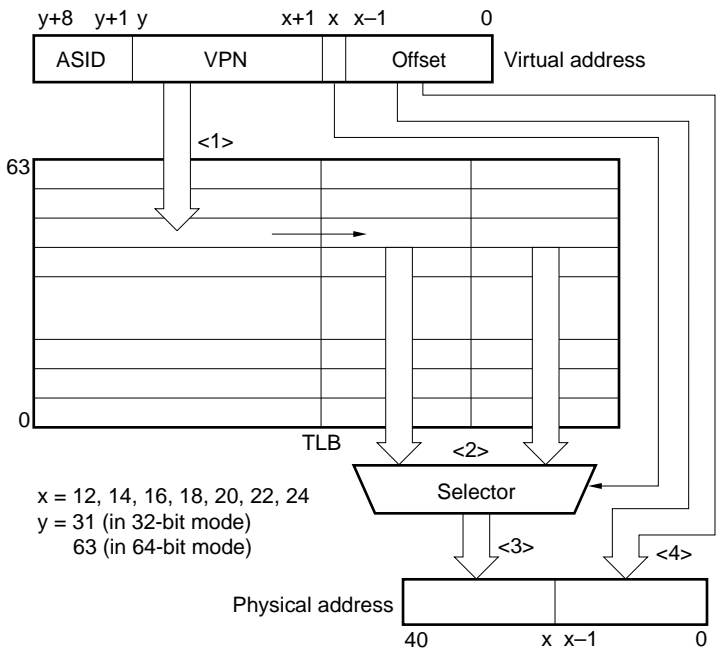 y+8 y+1 y x+1 x x–1 0
ASID VPN Offset Virtual address
<1>
63
0
TLB
<2>
x = 12, 14, 16, 18, 20, 22, 24
y = 31 (in 32-bit mode)
63 (in 64-bit mode)
Selector
<3>
<4>
Physical address
40 x x–1 0